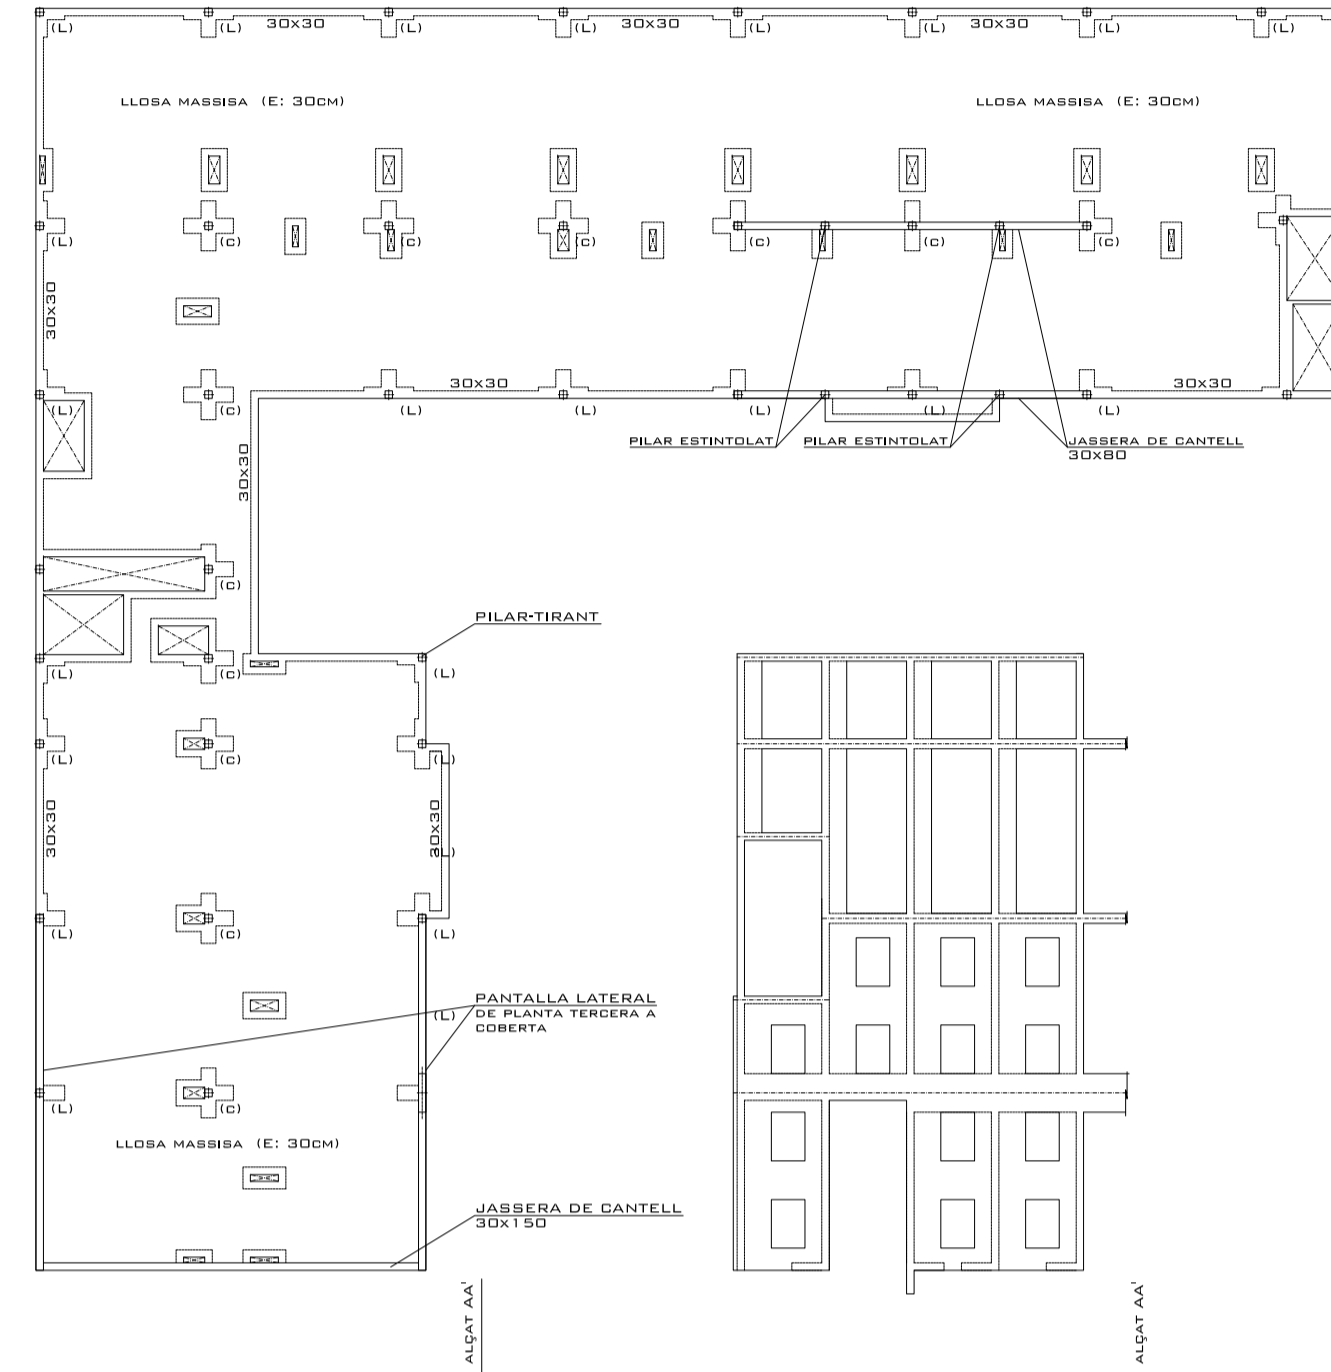 (L) (L) 30x30 (L) (L) 30x30 (L) (L) 30x30 (L) (L)
LLOSA MASSISA (E: 30CM) LLOSA MASSISA (E: 30CM)
(L) (C) (C) (C) (C) (C) (C)
30x30
30x30 30x30
(L) (C) (L) (L) (L) (L) (L)
PILAR ESTINTOLAT PILAR ESTINTOLAT JASSERA DE CANTELL
30x80
30x30
(C)
PILAR-TIRANT
(L) (C) (L)
(L) (C) (L)
30x30 30x30
(L)
(L) (C) (L)
PANTALLA LATERAL
DE PLANTA TERCERA A
(L)
COBERTA
(L) (C)
LLOSA MASSISA (E: 30CM)
JASSERA DE CANTELL
30x150
ALÇAT AA' ALÇAT AA'